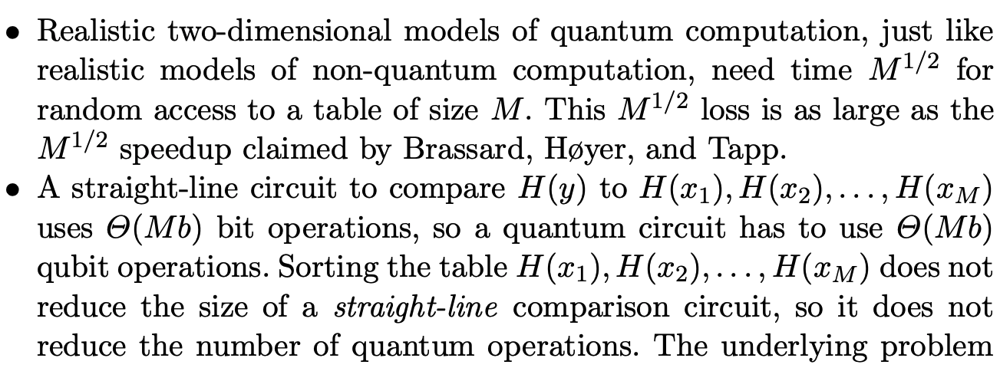 • Realistic two-dimensional models of quantum computation, just like
realistic models of non-quantum computation, need time M^{1/2} for
random access to a table of size M. This M^{1/2} loss is as large as the
M^{1/2} speedup claimed by Brassard, Høyer, and Tapp.
• A straight-line circuit to compare H(y) to H(x_1), H(x_2), . . . , H(x_M)
uses Θ(Mb) bit operations, so a quantum circuit has to use Θ(Mb)
qubit operations. Sorting the table H(x_1), H(x_2), . . . , H(x_M) does not
reduce the size of a straight-line comparison circuit, so it does not
reduce the number of quantum operations. The underlying problem